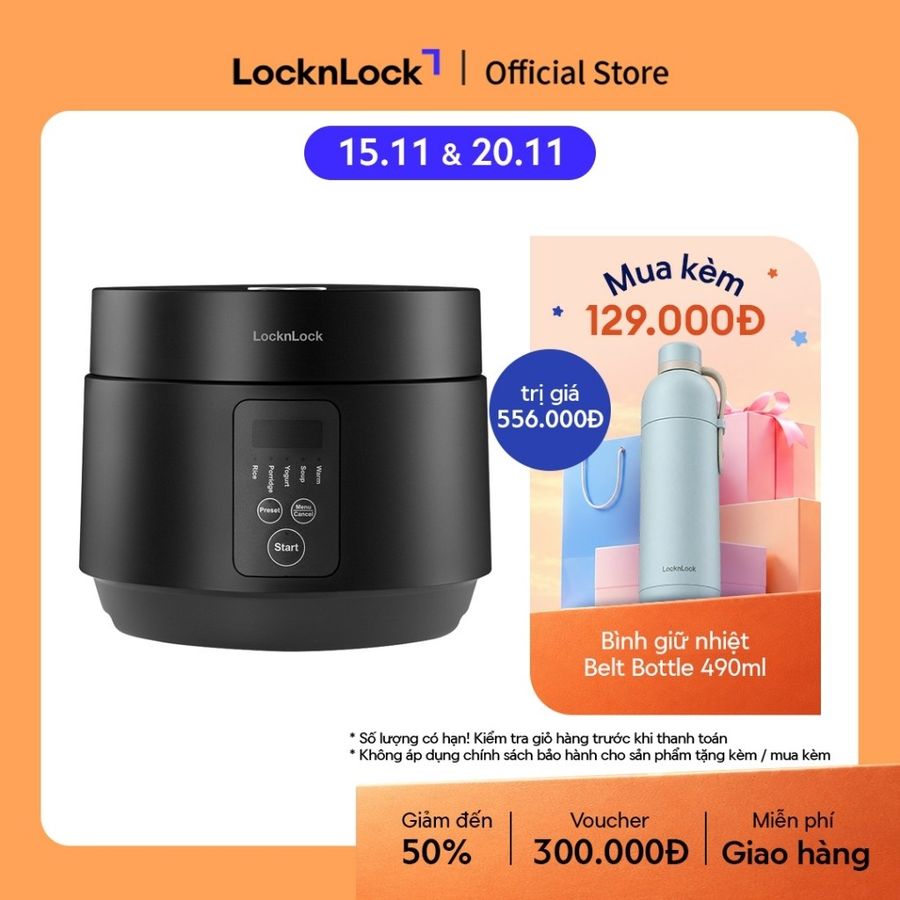 LocknLock | Official Store
15.11 & 20.11
LocknLock
Rice
Porridge
Yogurt
Soup
Warm
Preset
Menu
Cancel
Start
Mua kèm
129.000Đ
trị giá
556.000Đ
LocknLock
Bình giữ nhiệt
Belt Bottle 490ml
* Số lượng có hạn! Kiểm tra giỏ hàng trước khi thanh toán
* Không áp dụng chính sách bảo hành cho sản phẩm tặng kèm / mua kèm
Giảm đến
50%
Voucher
300.000Đ
Miễn phí
Giao hàng